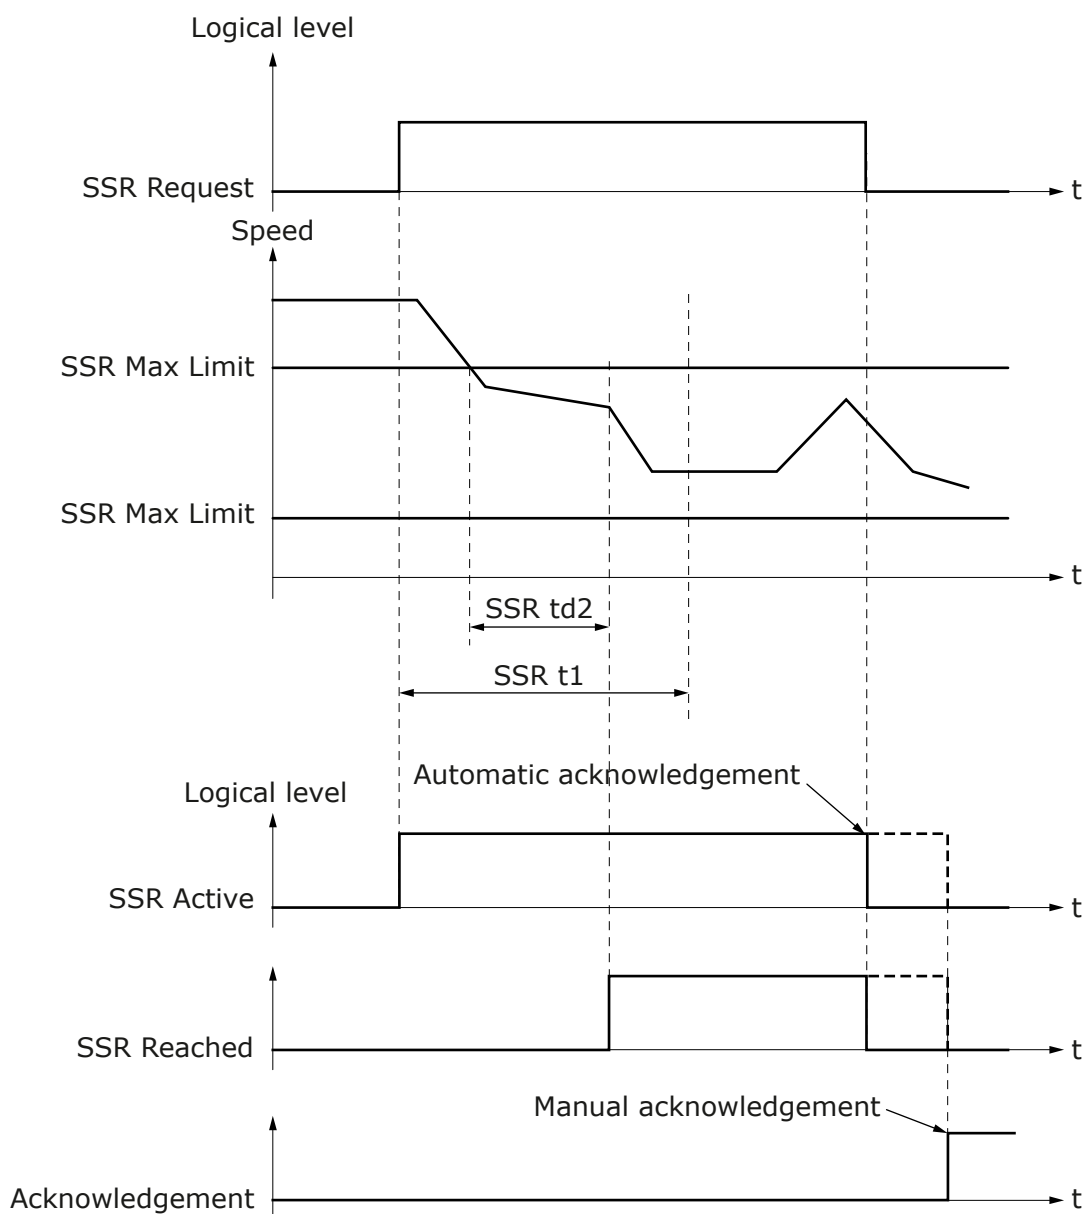 Logical level
SSR Request
t
Speed
SSR Max Limit
SSR Max Limit
t
SSR td2
SSR t1
Automatic acknowledgement
Logical level
SSR Active
t
SSR Reached
t
Manual acknowledgement
Acknowledgement
t